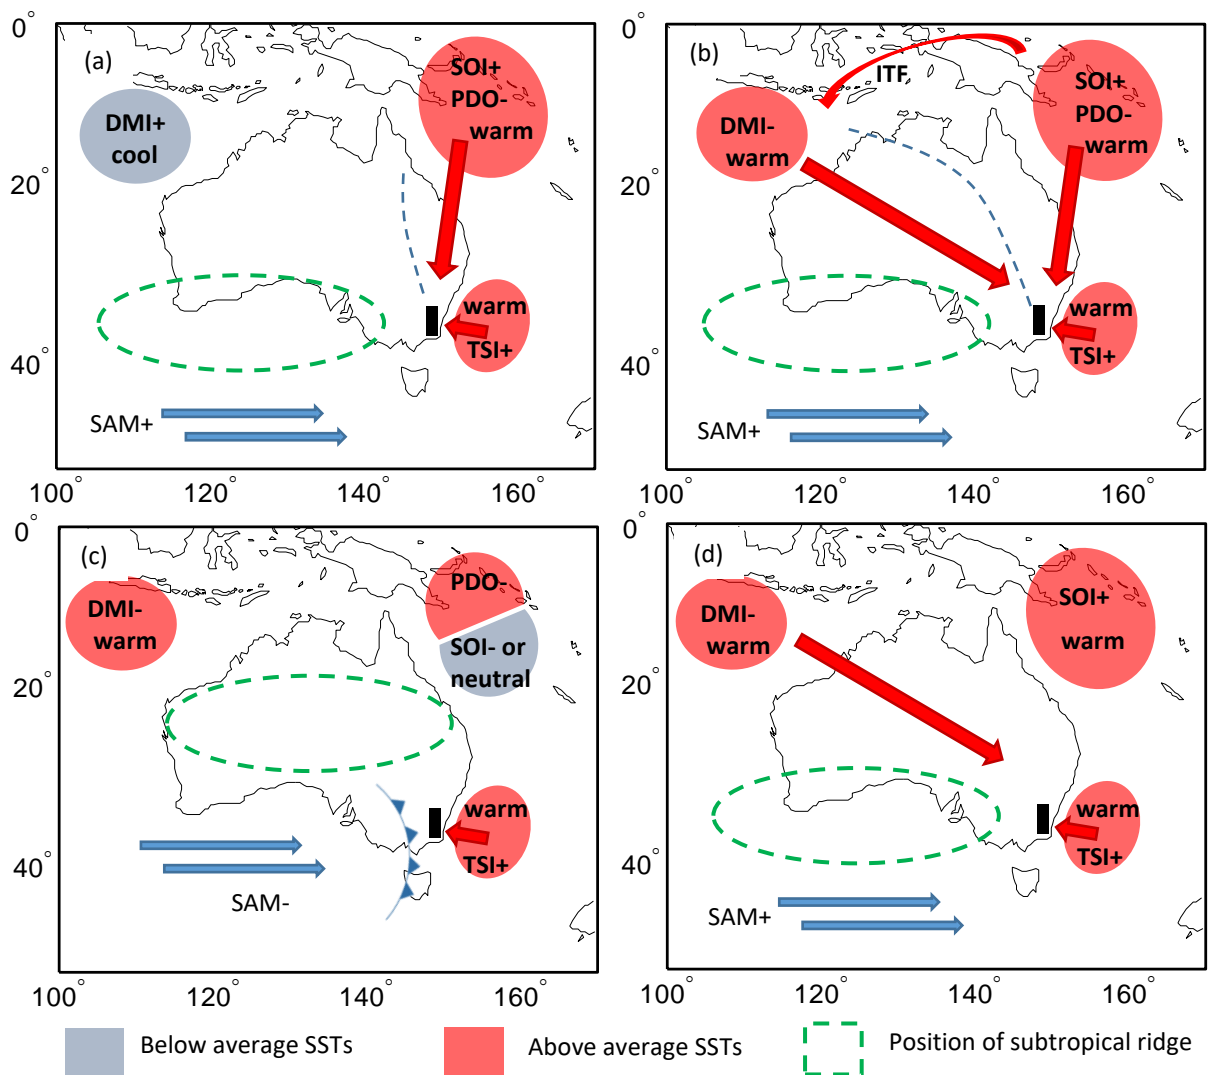 0°
(a)
SOI+
PDO-
warm
DMI+
cool
20°
warm
TSI+
40°
SAM+
100° 120° 140° 160°
0°
(b)
ITF
SOI+
PDO-
warm
DMI-
warm
20°
warm
TSI+
40°
SAM+
100° 120° 140° 160°
0°
(c)
PDO-
DMI-
warm
SOI- or
neutral
20°
warm
TSI+
40°
SAM-
100° 120° 140° 160°
0°
(d)
SOI+
warm
DMI-
warm
20°
warm
TSI+
40°
SAM+
100° 120° 140° 160°
Below average SSTs
Above average SSTs
Position of subtropical ridge